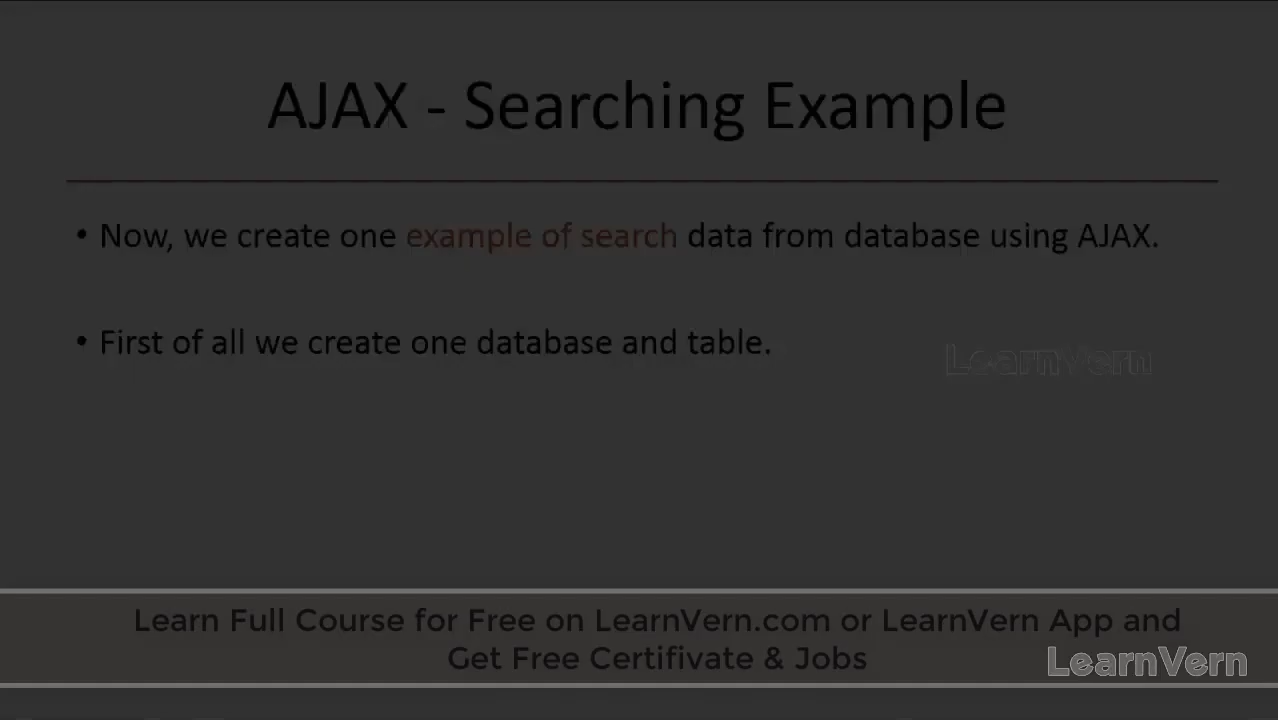 AJAX - Searching Example
• Now, we create one example of search data from database using AJAX.
• First of all we create one database and table.
LearnVern
Learn Full Course for Free on LearnVern.com or LearnVern App and
Get Free Certifivate & Jobs
LearnVern